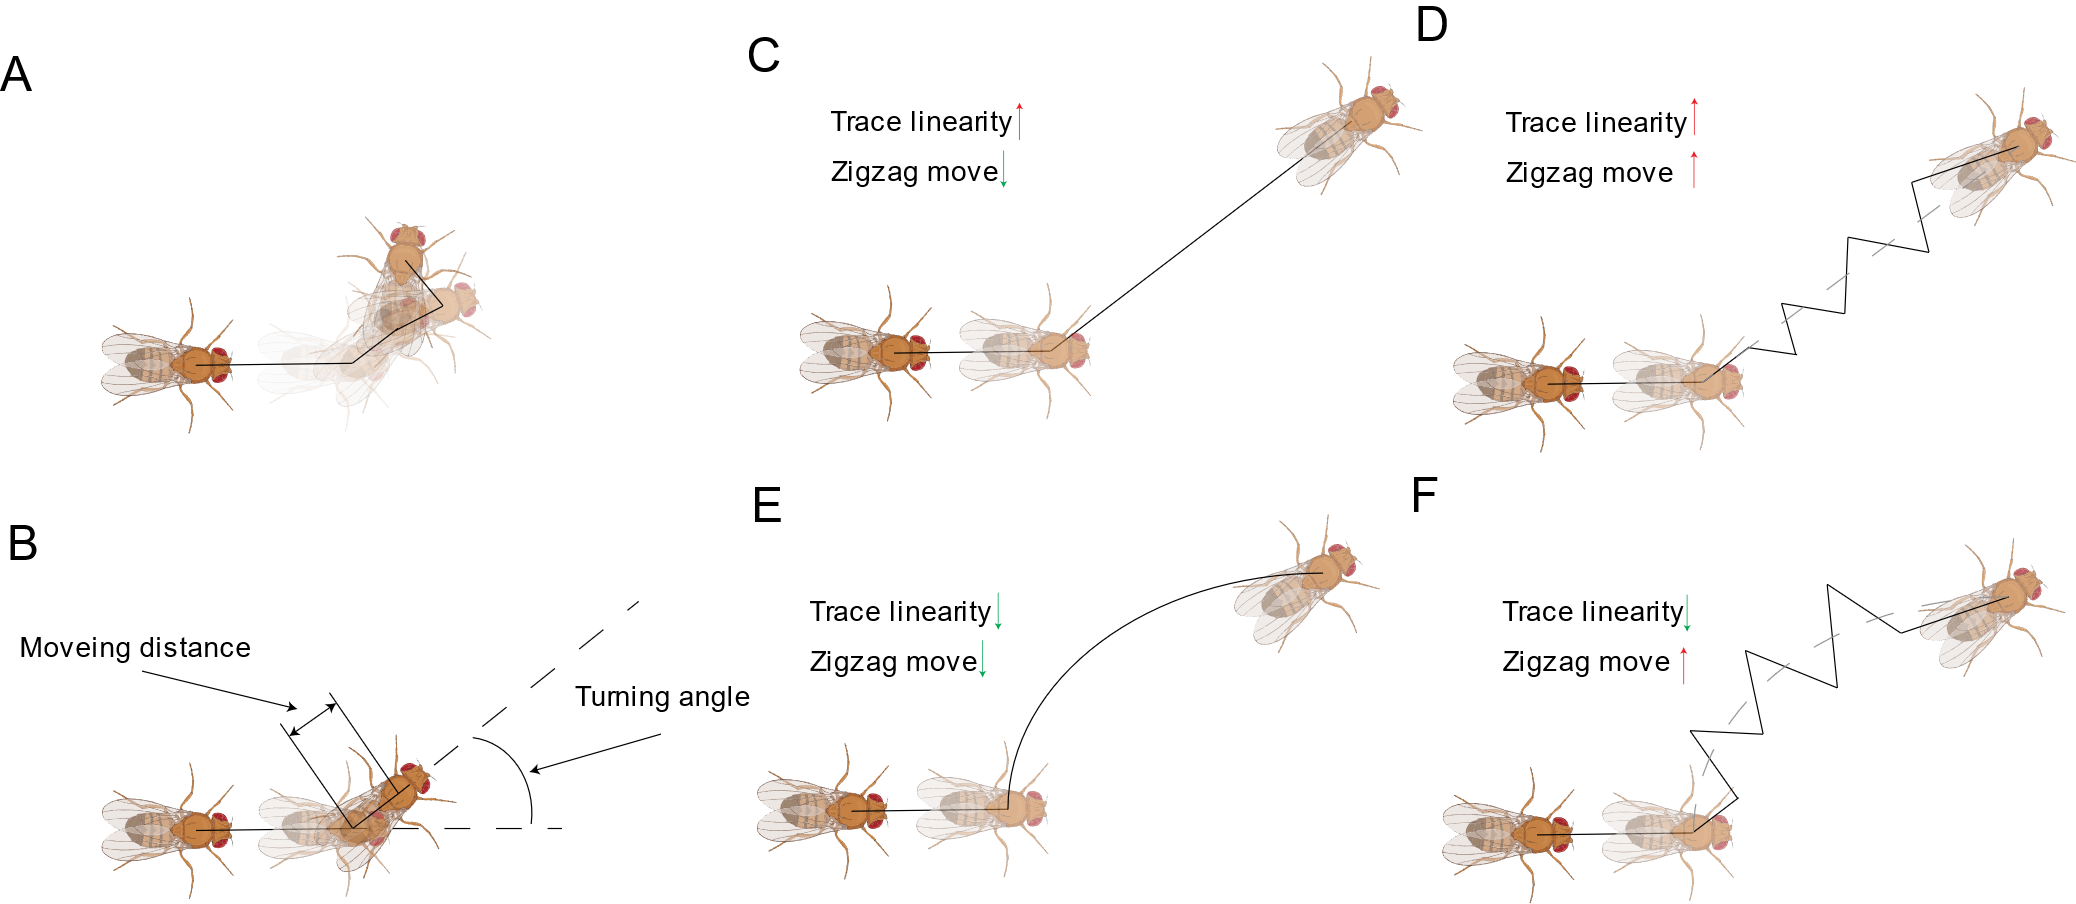 A
B
Moveing distance
Turning angle
C
Trace linearity
Zigzag move
D
Trace linearity
Zigzag move
E
Trace linearity
Zigzag move
F
Trace linearity
Zigzag move